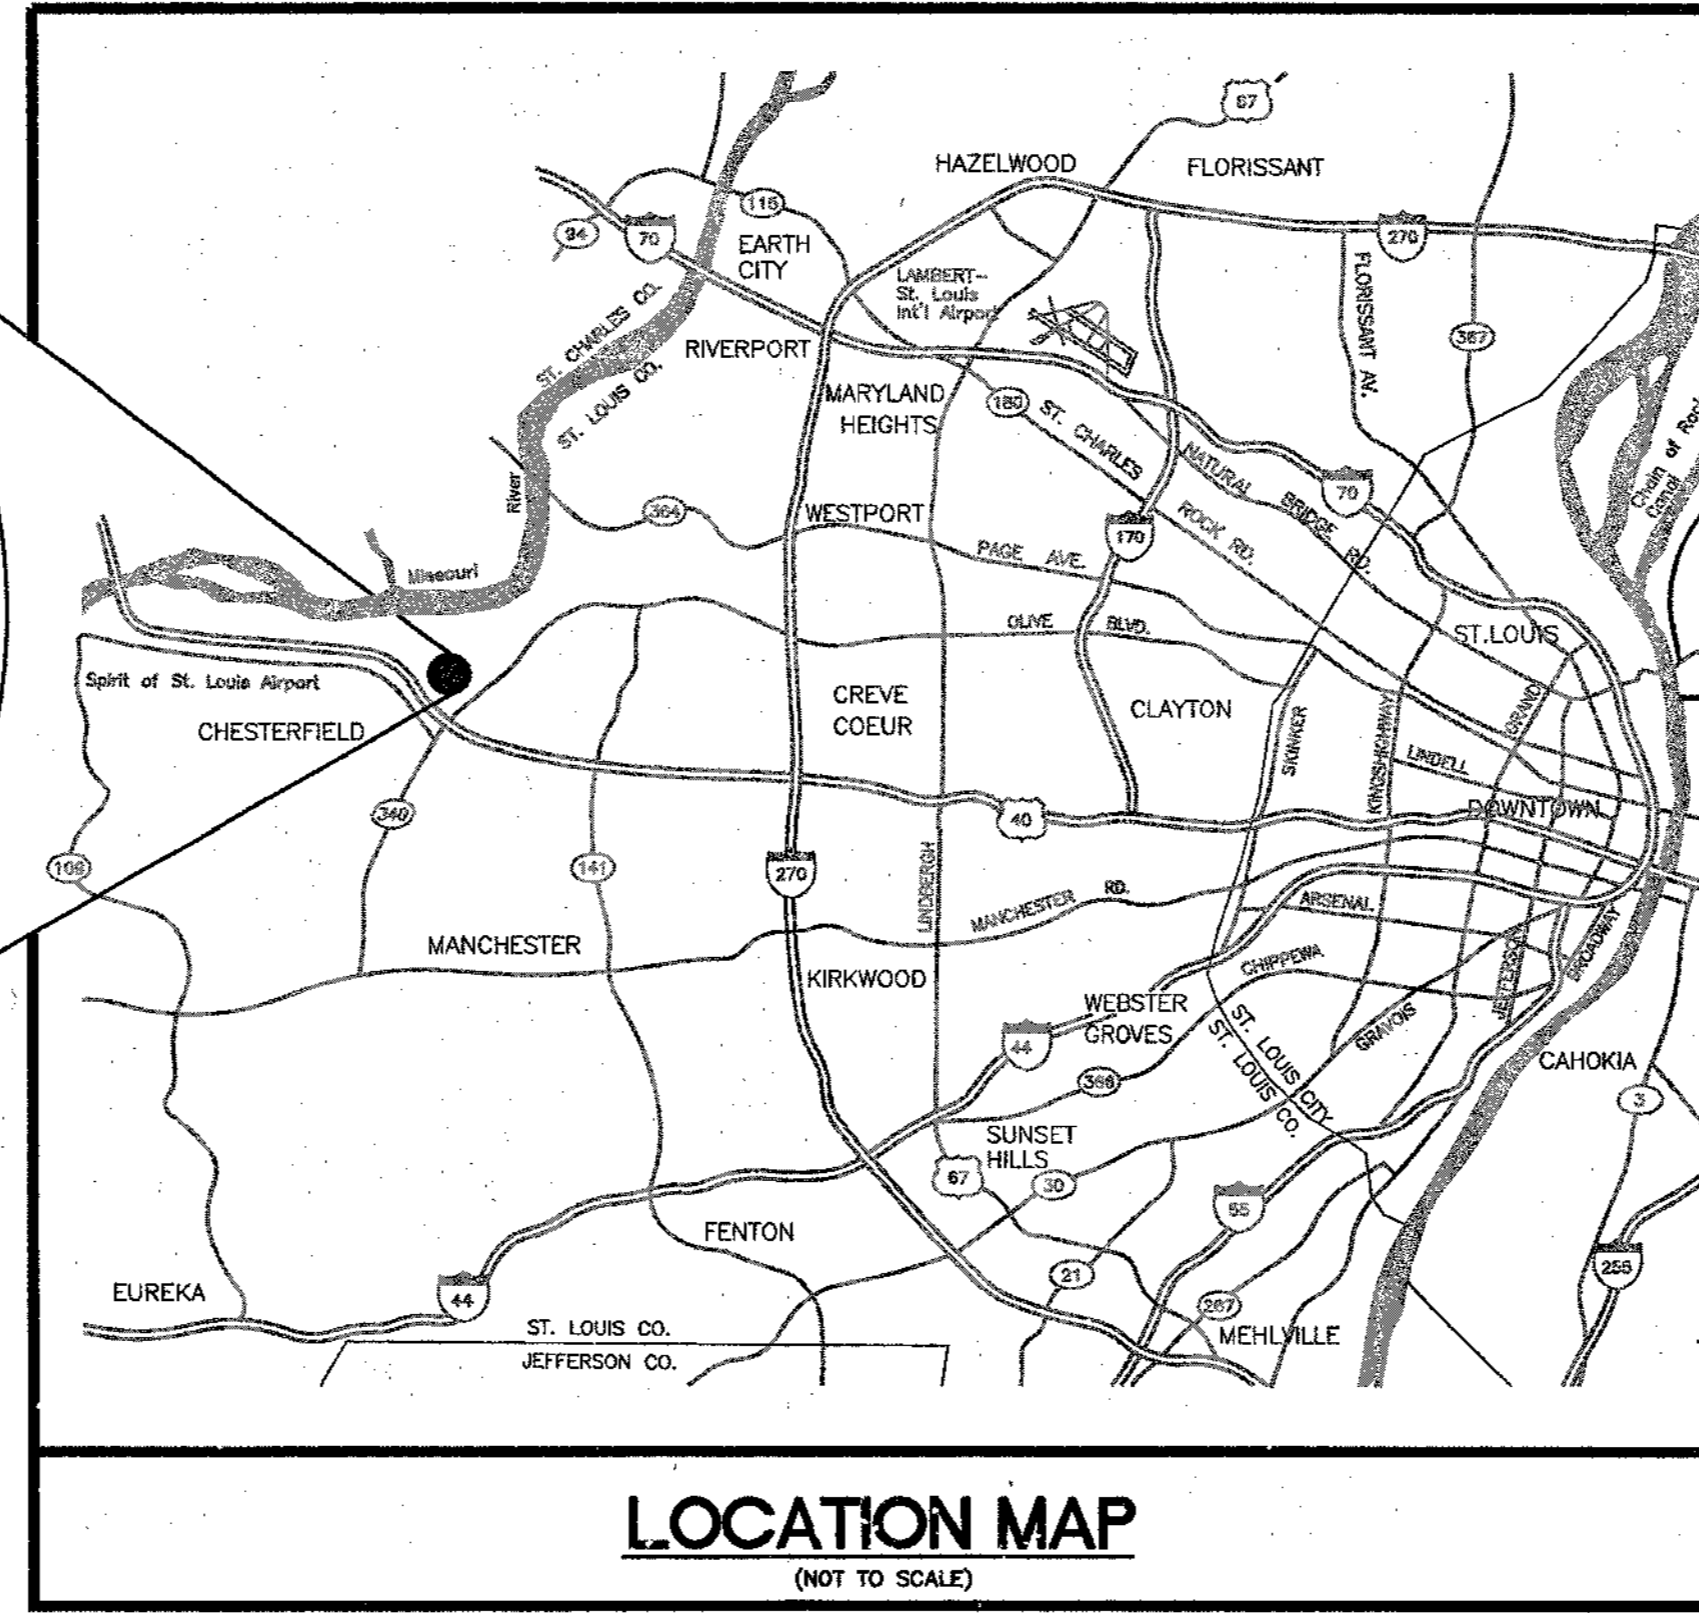 67
HAZELWOOD
FLORISSANT
115
94
70
EARTH
CITY
270
LAMBERT-
St. Louis
Int'l Airport
FLORISSANT AV.
ST. CHARLES CO.
ST. LOUIS CO.
RIVERPORT
367
MARYLAND
HEIGHTS
180
ST. CHARLES
ROCK RD.
NATURAL
BRIDGE
RD.
70
Chain of
Canal
River
364
WESTPORT
170
PAGE AVE.
Missouri
OLIVE BLVD.
ST.LOUIS
Spirit of St. Louis Airport
CHESTERFIELD
CREVE
COEUR
CLAYTON
SKINKER
KINGSHIGHWAY
GRAND
LINDELL
DOWNTOWN
340
40
109
141
270
LINDBERGH
MANCHESTER RD.
ARSENAL
MANCHESTER
KIRKWOOD
CHIPPEWA
JEFFERSON
BROADWAY
WEBSTER
GROVES
44
ST. LOUIS CITY
ST. LOUIS CO.
GRAVOIS
CAHOKIA
366
3
SUNSET
HILLS
67
30
55
FENTON
21
255
EUREKA
44
267
MEHLVILLE
ST. LOUIS CO.
JEFFERSON CO.
LOCATION MAP
(NOT TO SCALE)